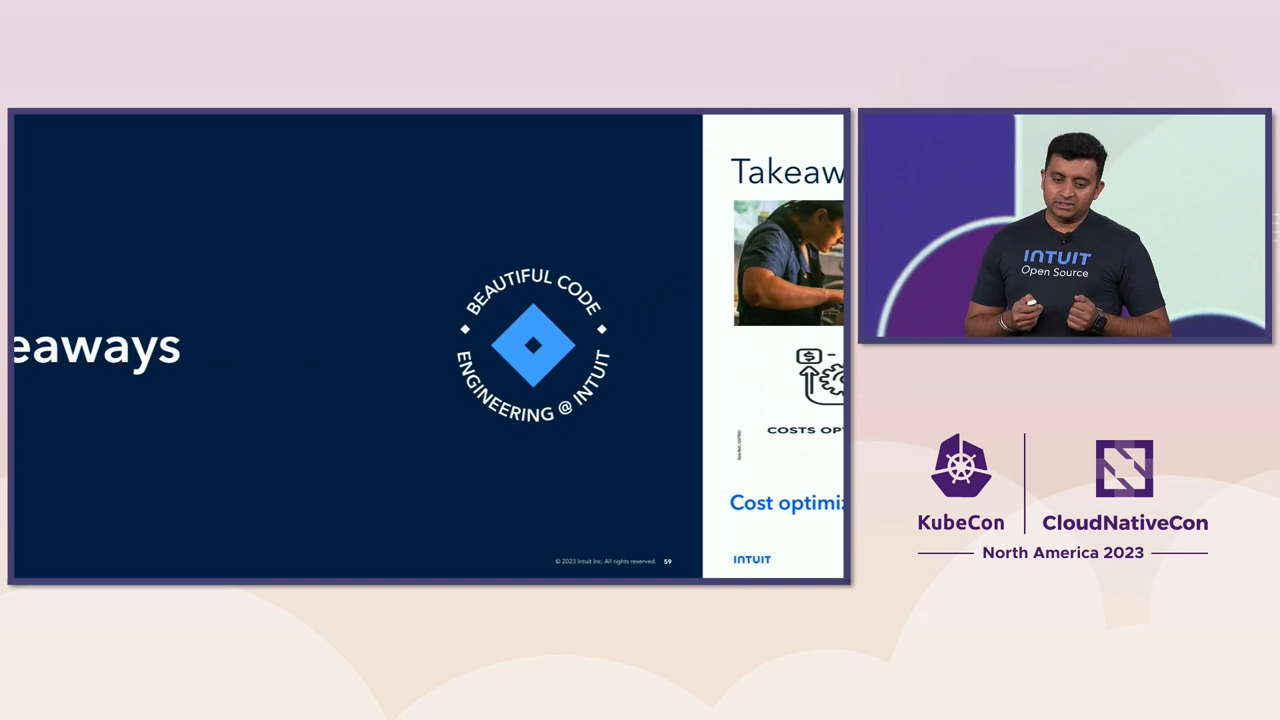 eaways
BEAUTIFUL CODE
ENGINEERING @ INTUIT
© 2023 Intuit Inc. All rights reserved. 59
Takeaw
$
COSTS OPT
Cost optimiz
INTUIT
INTUIT
Open Source
KubeCon
CloudNativeCon
North America 2023